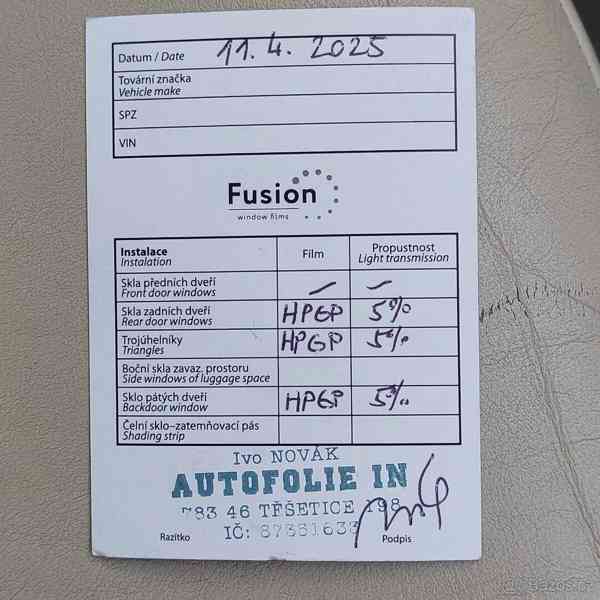 Datum / Date 11. 4. 2025
Tovární značka
Vehicle make
SPZ
VIN
Fusion
window films
Instalace
Instalation
Film
Propustnost
Light transmission
Skla předních dveří
Front door windows
— —
Skla zadních dveří
Rear door windows
HPGP 5%
Trojúhelníky
Triangles
HPGP 5%
Boční skla zavaz. prostoru
Side windows of luggage space
Sklo pátých dveří
Backdoor window
HPGP 5%
Čelní sklo–zatemňovací pás
Shading strip
Ivo NOVÁK
AUTOFOLIE IN
783 46 TĚŠETICE 198
Razítko
IČ:
Podpis